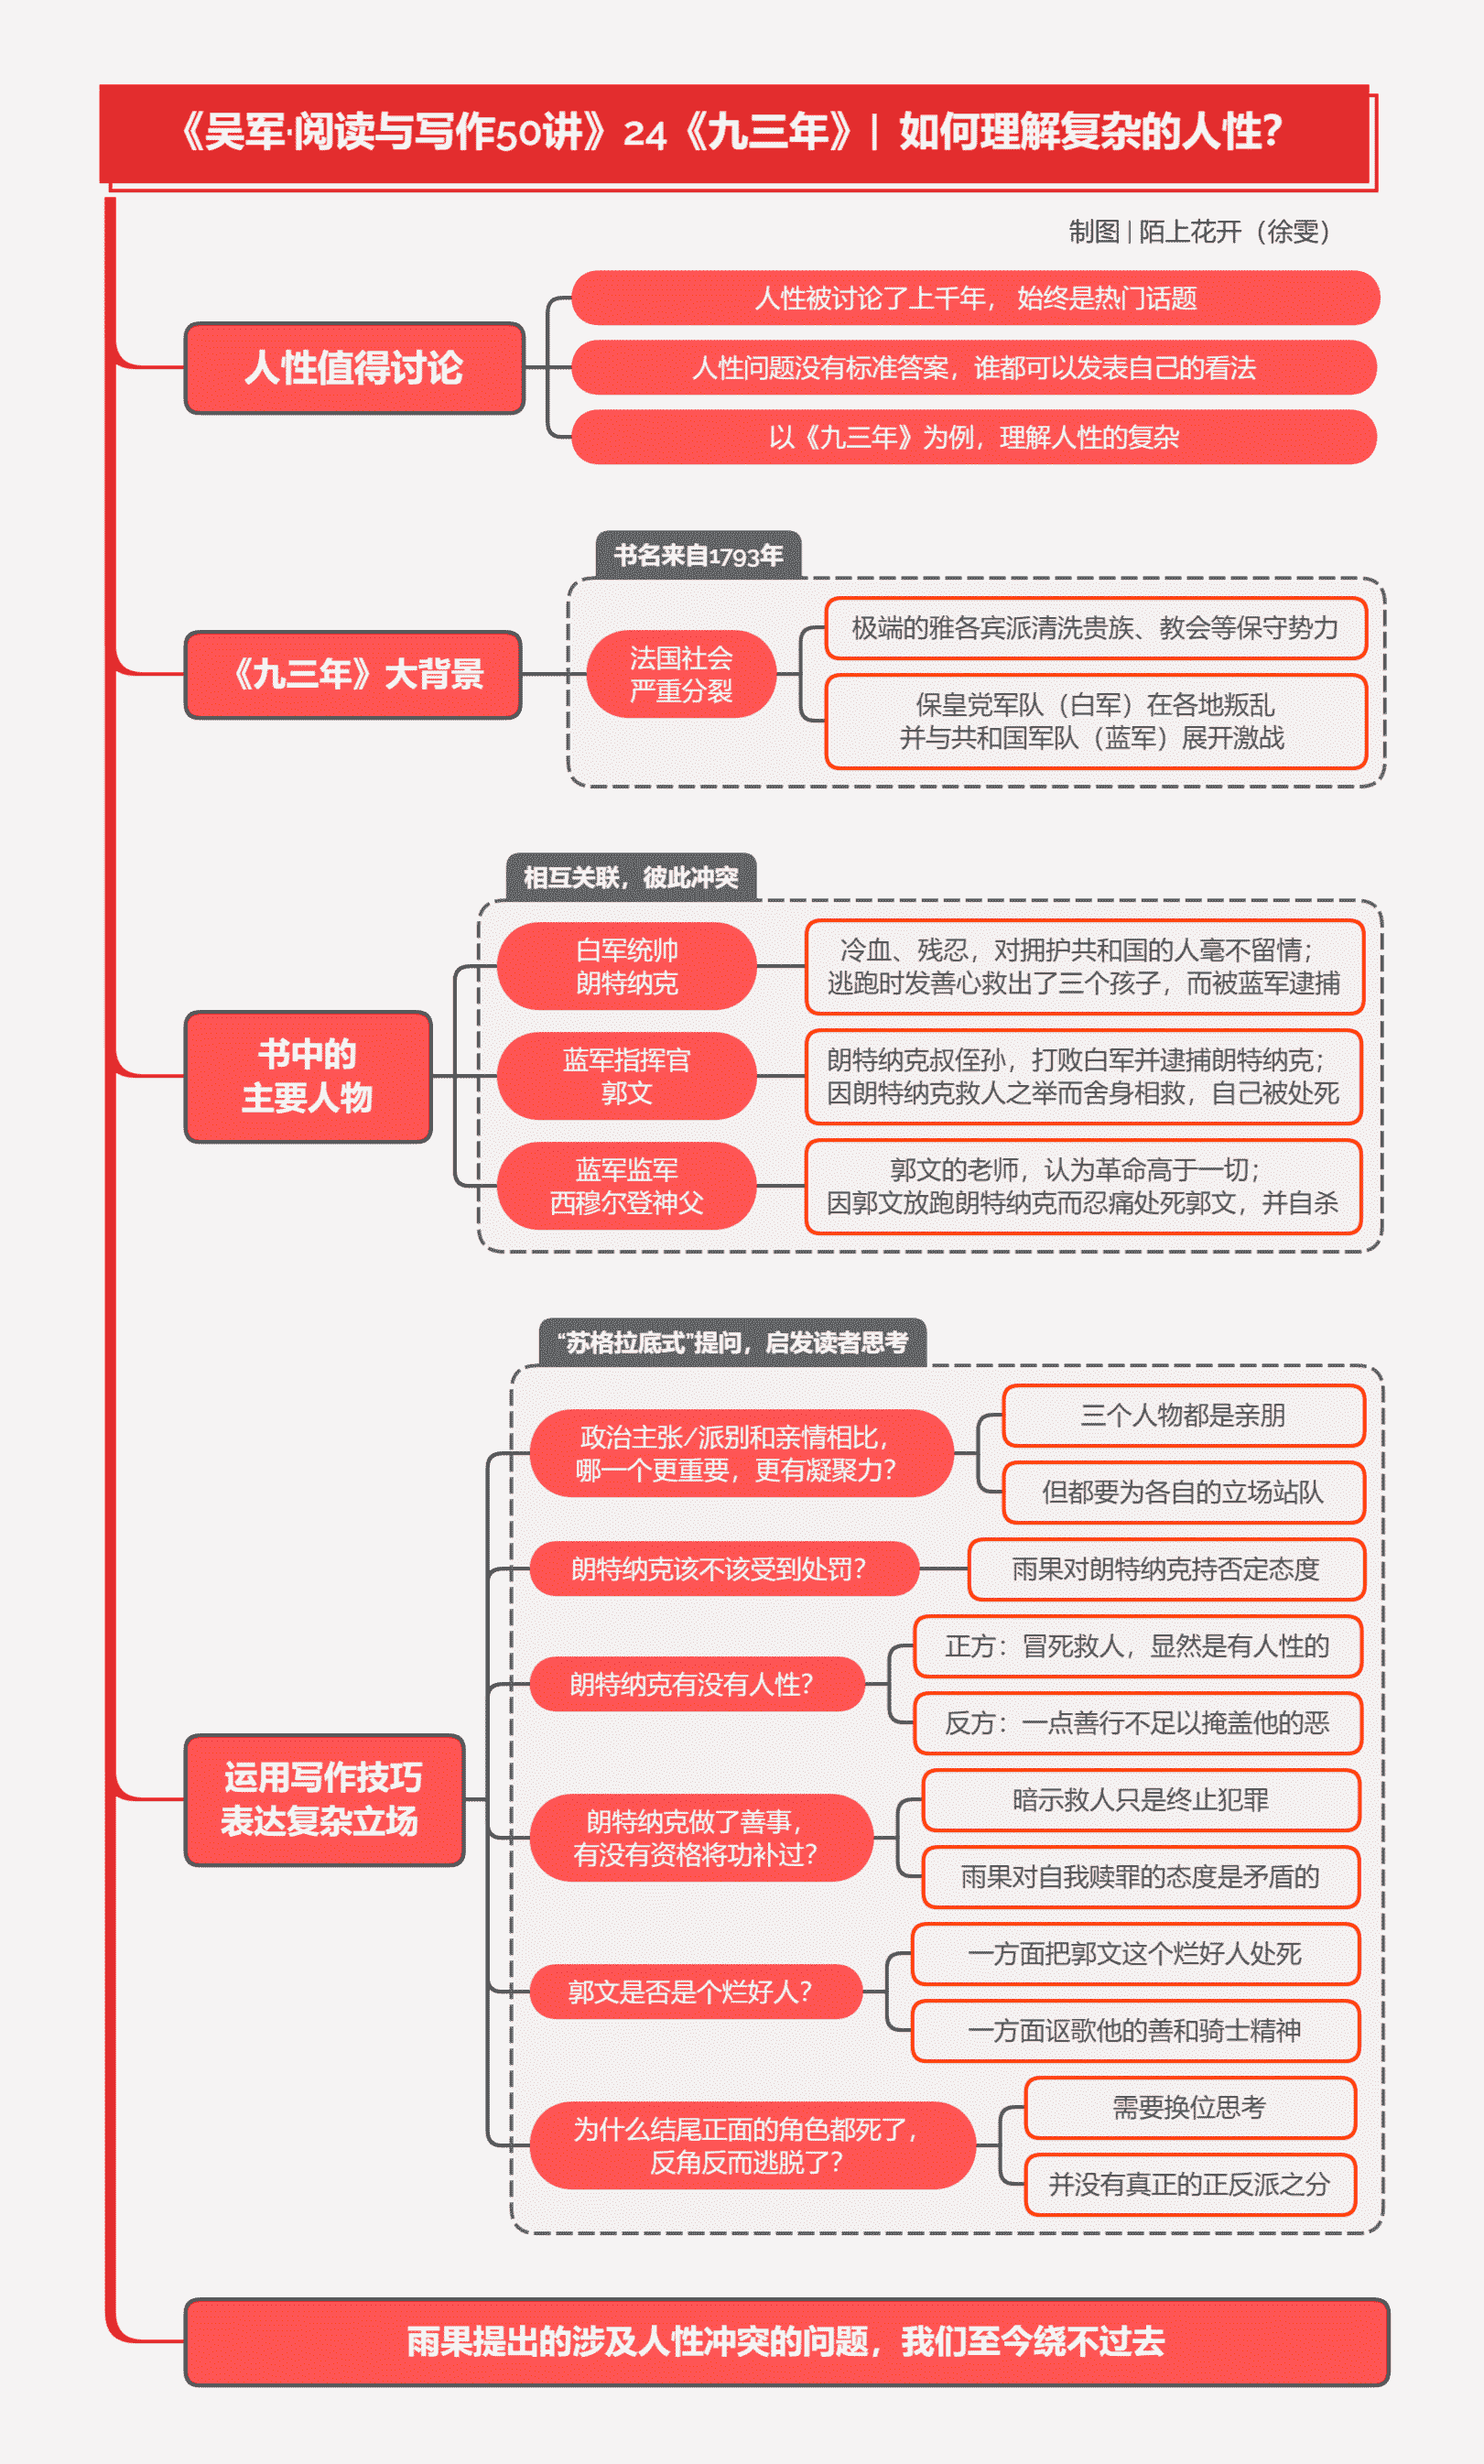 《吴军·阅读与写作50讲》24《九三年》| 如何理解复杂的人性？
制图 | 陌上花开（徐雯）
人性值得讨论
人性被讨论了上千年， 始终是热门话题
人性问题没有标准答案，谁都可以发表自己的看法
以《九三年》为例，理解人性的复杂
《九三年》大背景
书名来自1793年
法国社会
严重分裂
极端的雅各宾派清洗贵族、教会等保守势力
保皇党军队（白军）在各地叛乱
并与共和国军队（蓝军）展开激战
书中的
主要人物
相互关联，彼此冲突
白军统帅
朗特纳克
冷血、残忍，对拥护共和国的人毫不留情；
逃跑时发善心救出了三个孩子，而被蓝军逮捕
蓝军指挥官
郭文
朗特纳克叔侄孙，打败白军并逮捕朗特纳克；
因朗特纳克救人之举而舍身相救，自己被处死
蓝军监军
西穆尔登神父
郭文的老师，认为革命高于一切；
因郭文放跑朗特纳克而忍痛处死郭文，并自杀
运用写作技巧
表达复杂立场
“苏格拉底式”提问，启发读者思考
政治主张/派别和亲情相比，
哪一个更重要，更有凝聚力？
三个人物都是亲朋
但都要为各自的立场站队
朗特纳克该不该受到处罚？
雨果对朗特纳克持否定态度
朗特纳克有没有人性？
正方：冒死救人，显然是有人性的
反方：一点善行不足以掩盖他的恶
朗特纳克做了善事，
有没有资格将功补过？
暗示救人只是终止犯罪
雨果对自我赎罪的态度是矛盾的
郭文是否是个烂好人？
一方面把郭文这个烂好人处死
一方面讴歌他的善和骑士精神
为什么结尾正面的角色都死了，
反角反而逃脱了？
需要换位思考
并没有真正的正反派之分
雨果提出的涉及人性冲突的问题，我们至今绕不过去